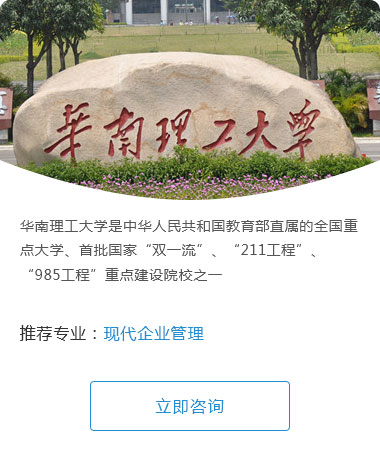 华南理工大学
华南理工大学是中华人民共和国教育部直属的全国重
点大学、首批国家“双一流”、“211工程”、
“985工程”重点建设院校之一
推荐专业：现代企业管理
立即咨询